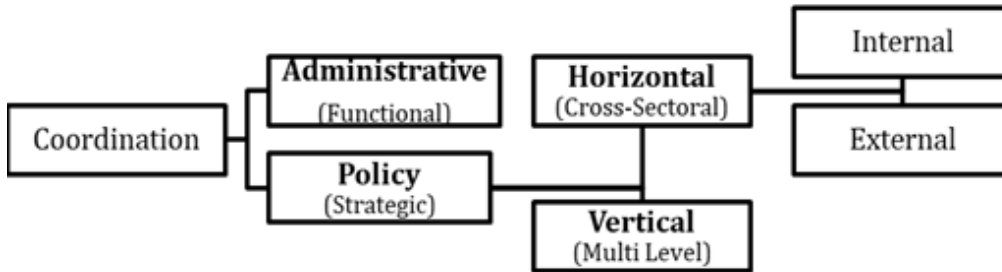 Coordination
Administrative
(Functional)
Policy
(Strategic)
Horizontal
(Cross-Sectoral)
Vertical
(Multi Level)
Internal
External